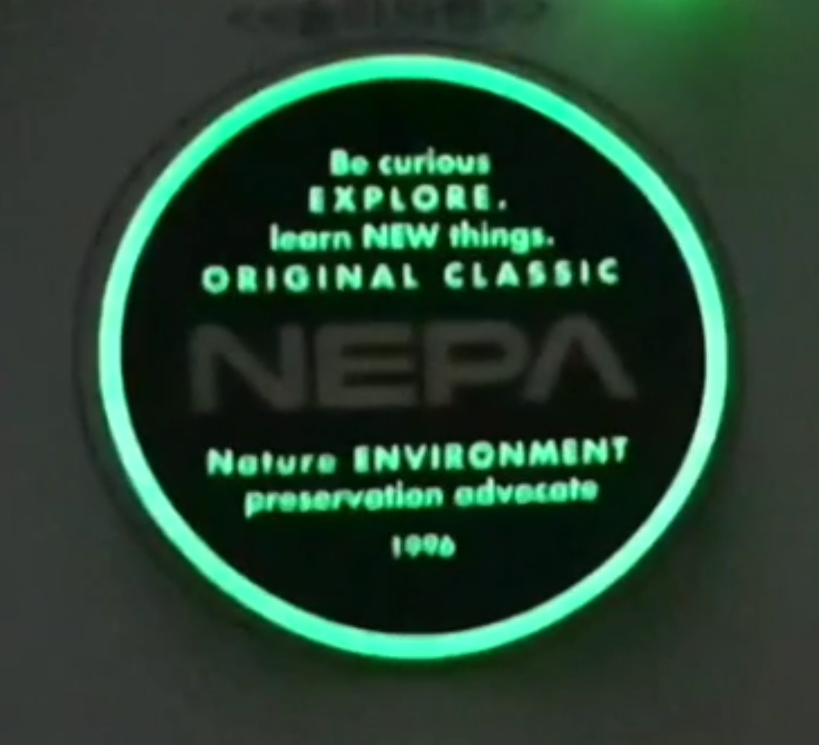 Be curious
EXPLORE.
learn NEW things.
ORIGINAL CLASSIC
NEPA
Nature ENVIRONMENT
preservation advocate
1996